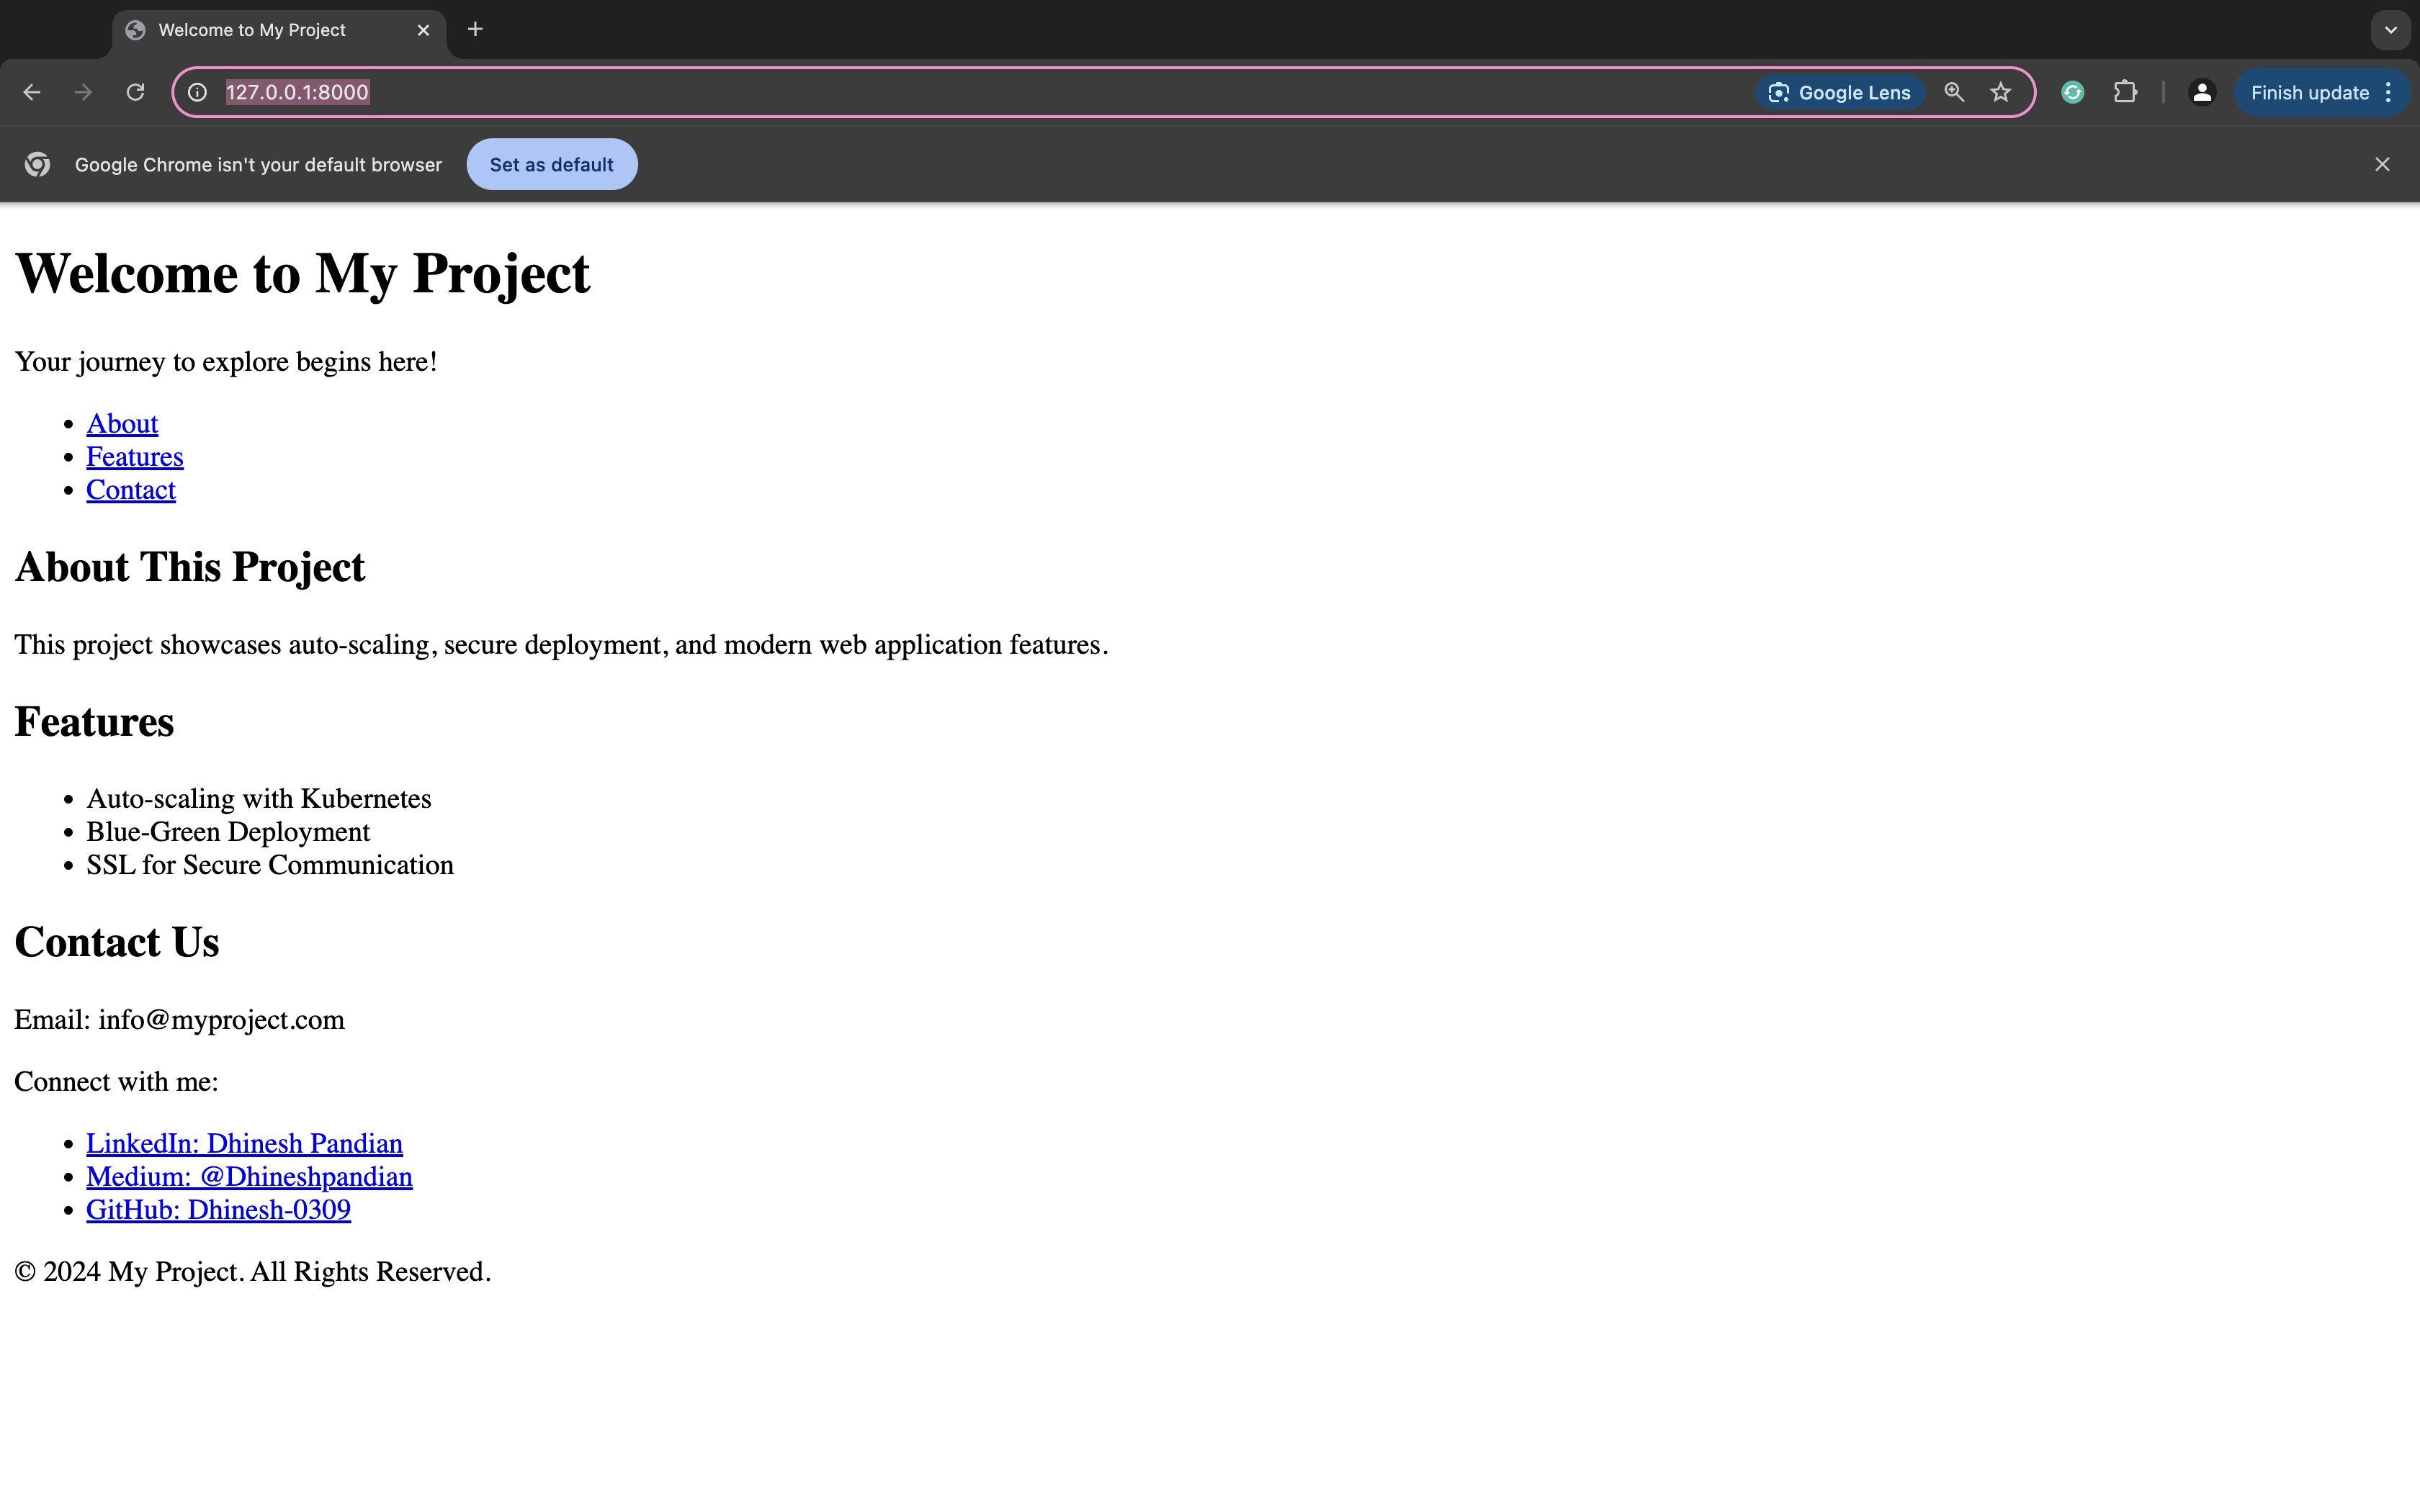 Welcome to My Project
127.0.0.1:8000
Google Lens
Finish update
Google Chrome isn't your default browser
Set as default
Welcome to My Project
Your journey to explore begins here!
• About
• Features
• Contact
About This Project
This project showcases auto-scaling, secure deployment, and modern web application features.
Features
• Auto-scaling with Kubernetes
• Blue-Green Deployment
• SSL for Secure Communication
Contact Us
Email: info@myproject.com
Connect with me:
• LinkedIn: Dhinesh Pandian
• Medium: @Dhineshpandian
• GitHub: Dhinesh-0309
© 2024 My Project. All Rights Reserved.